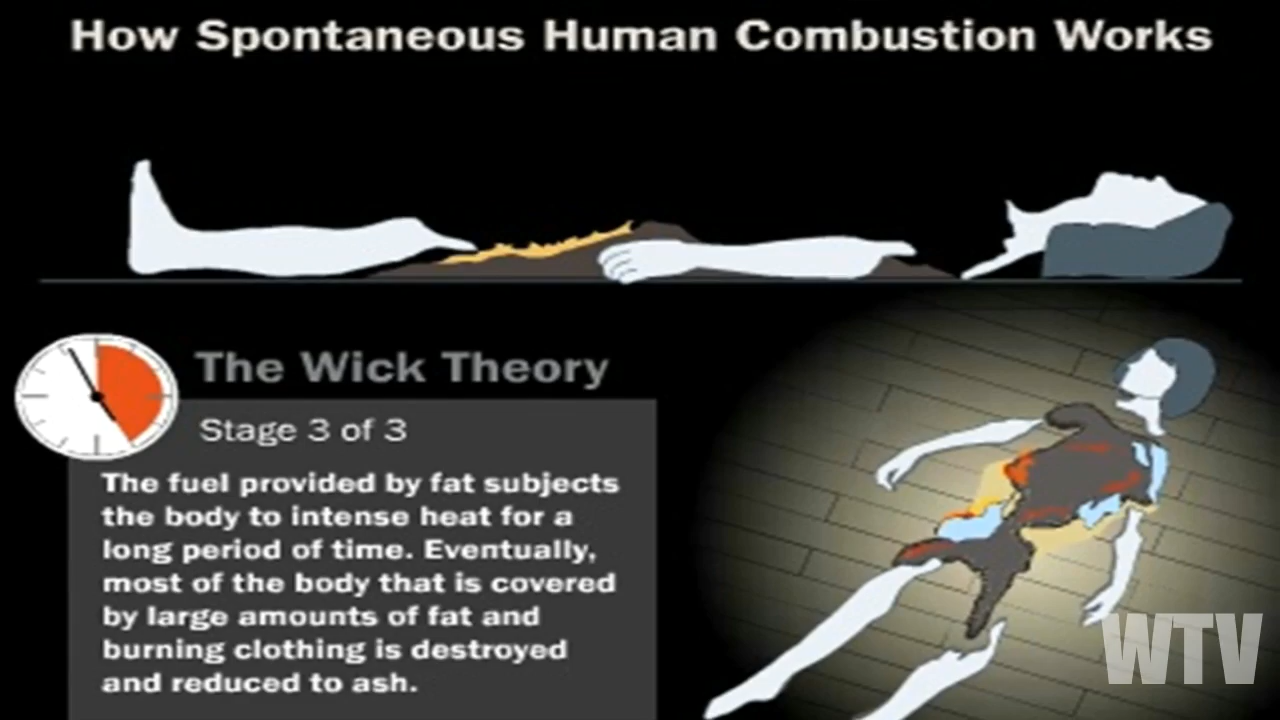 How Spontaneous Human Combustion Works
The Wick Theory
Stage 3 of 3
The fuel provided by fat subjects
the body to intense heat for a
long period of time. Eventually,
most of the body that is covered
by large amounts of fat and
burning clothing is destroyed
and reduced to ash.
WTV